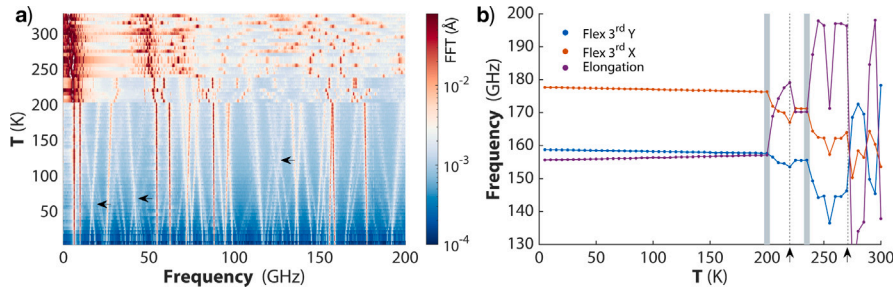 a)
T (K)
300
250
200
150
100
50
0
50
100
150
200
Frequency (GHz)
FFT (Å)
10⁻²
10⁻³
10⁻⁴
b)
Frequency (GHz)
200
190
180
170
160
150
140
130
Flex 3ʳᵈ Y
Flex 3ʳᵈ X
Elongation
0
50
100
150
200
250
300
T (K)